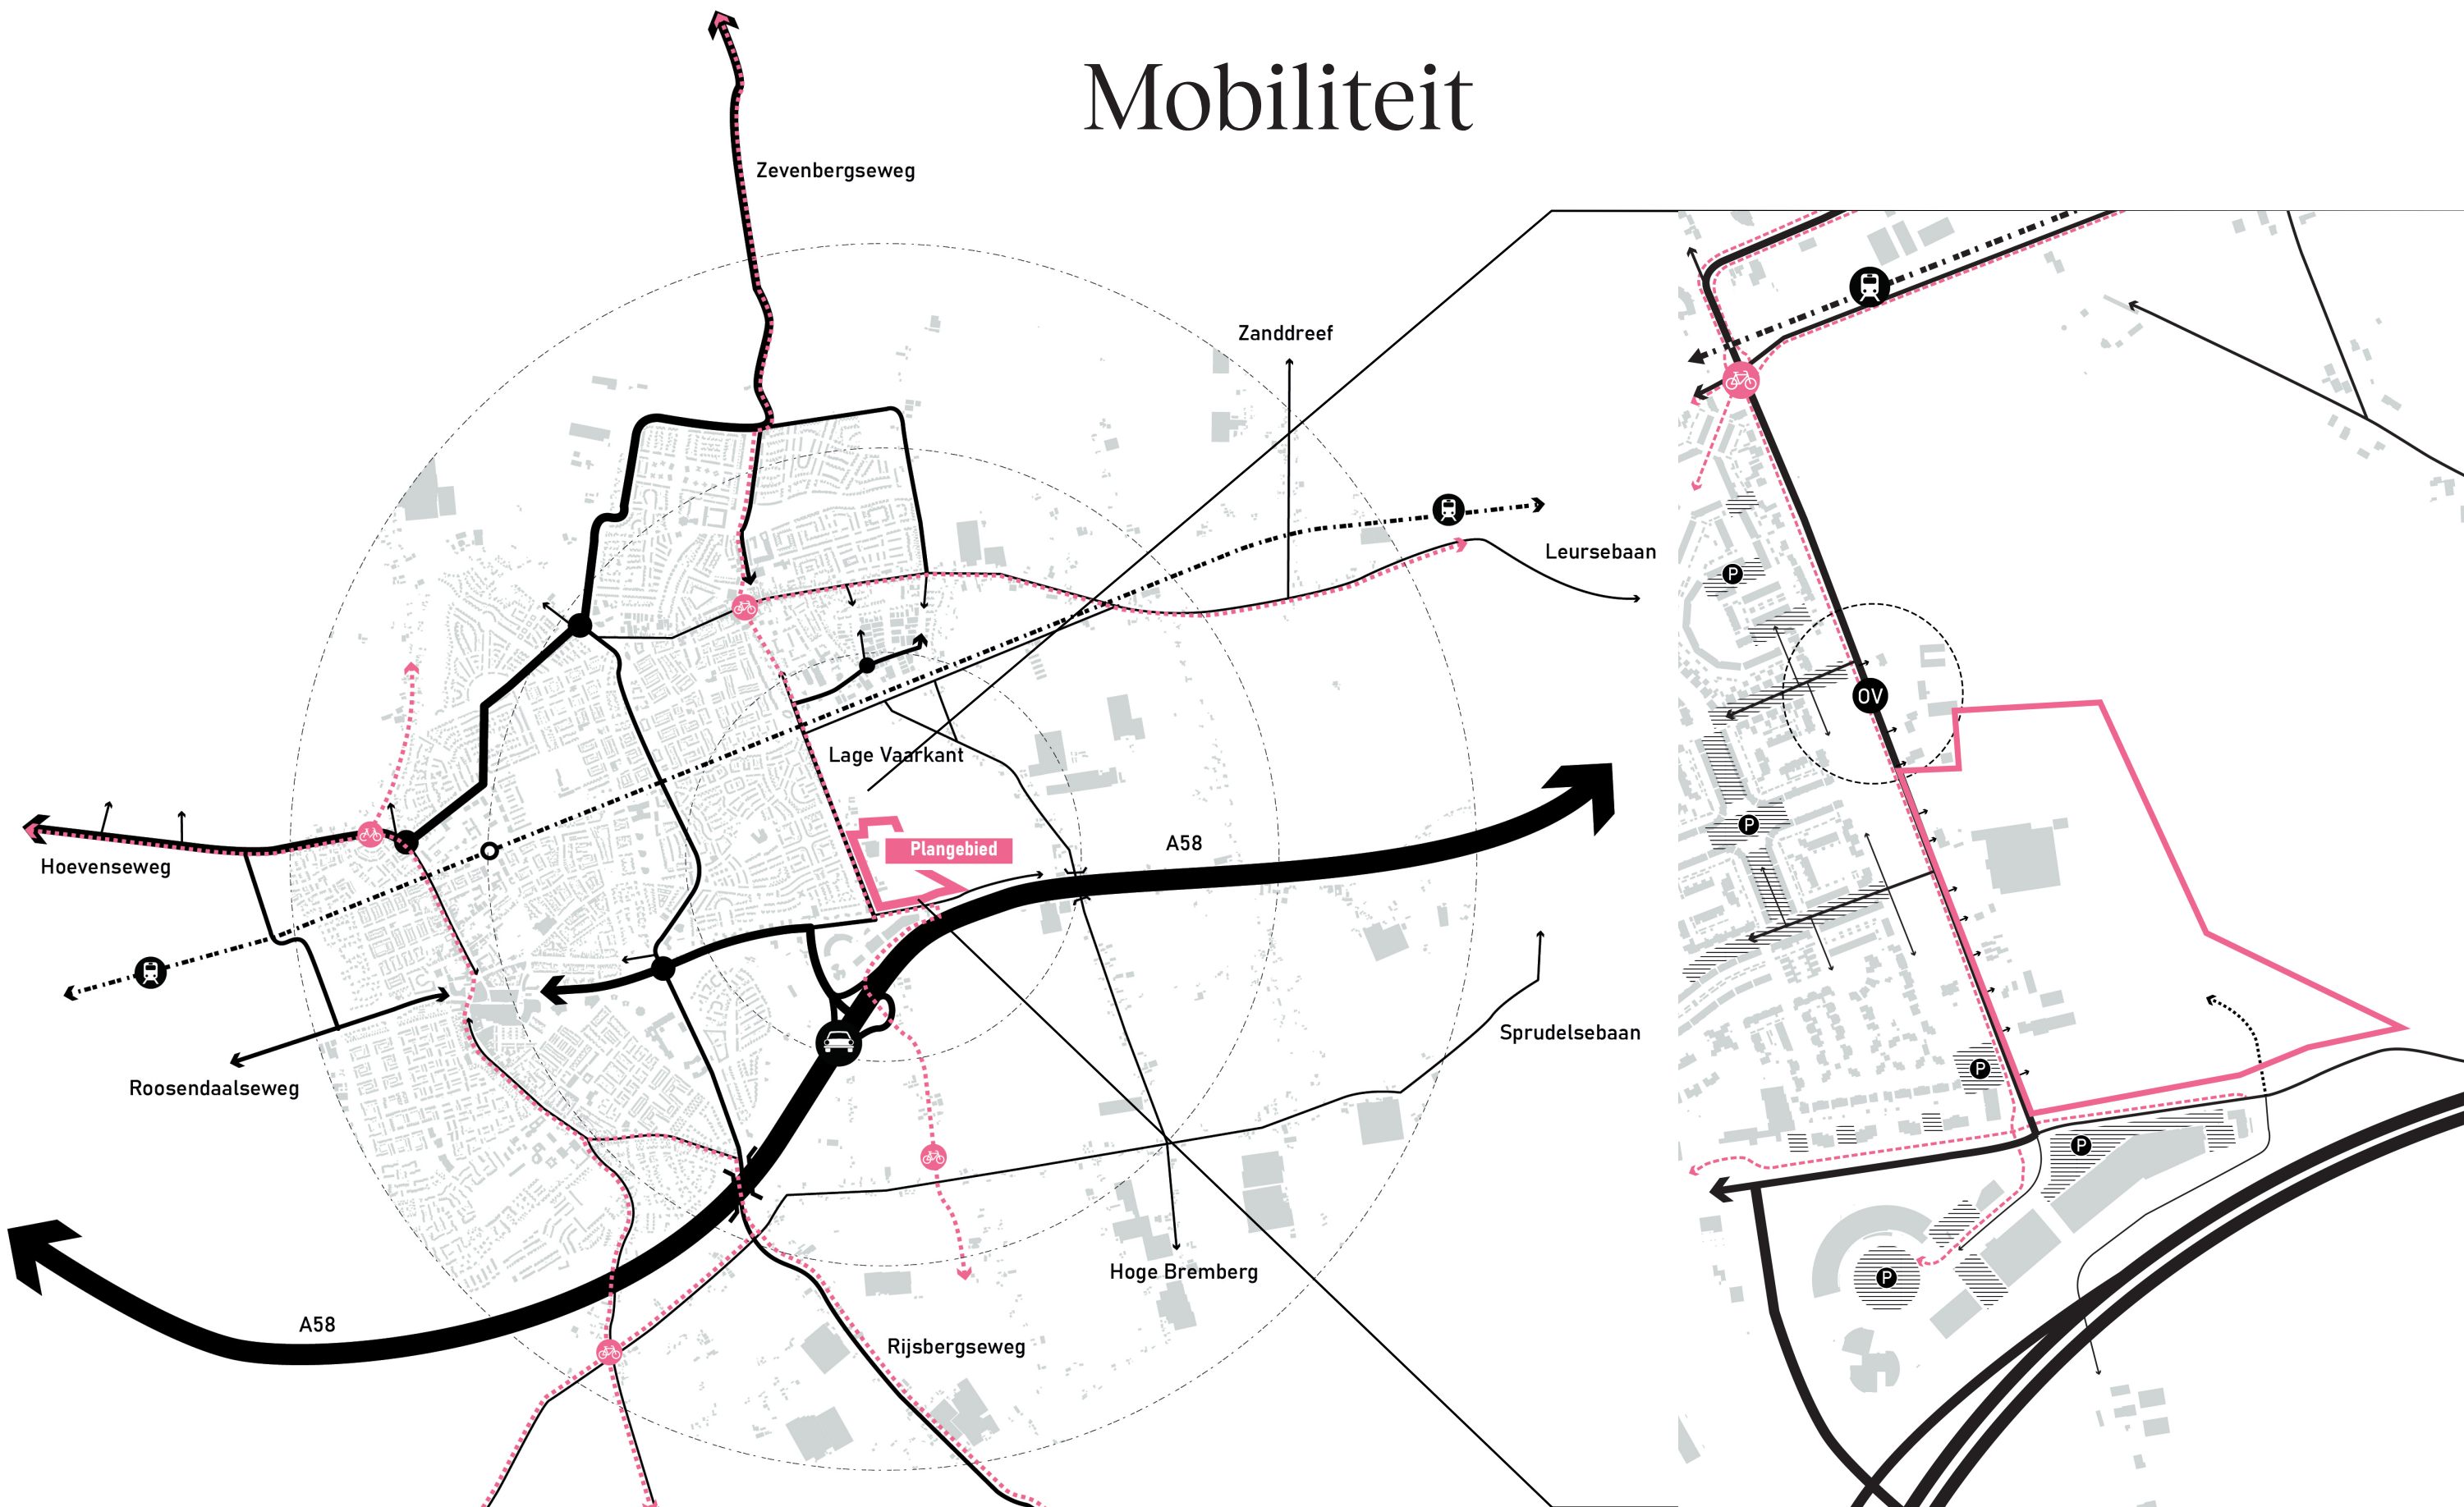 Mobiliteit
Zevenbergseweg
Zanddreef
Leursebaan
Lage Vaarkant
Plangebied
A58
Hoevenseweg
Roosendaalseweg
Sprudelsebaan
Hoge Bremberg
A58
Rijsbergseweg
P
OV
P
P
P
P